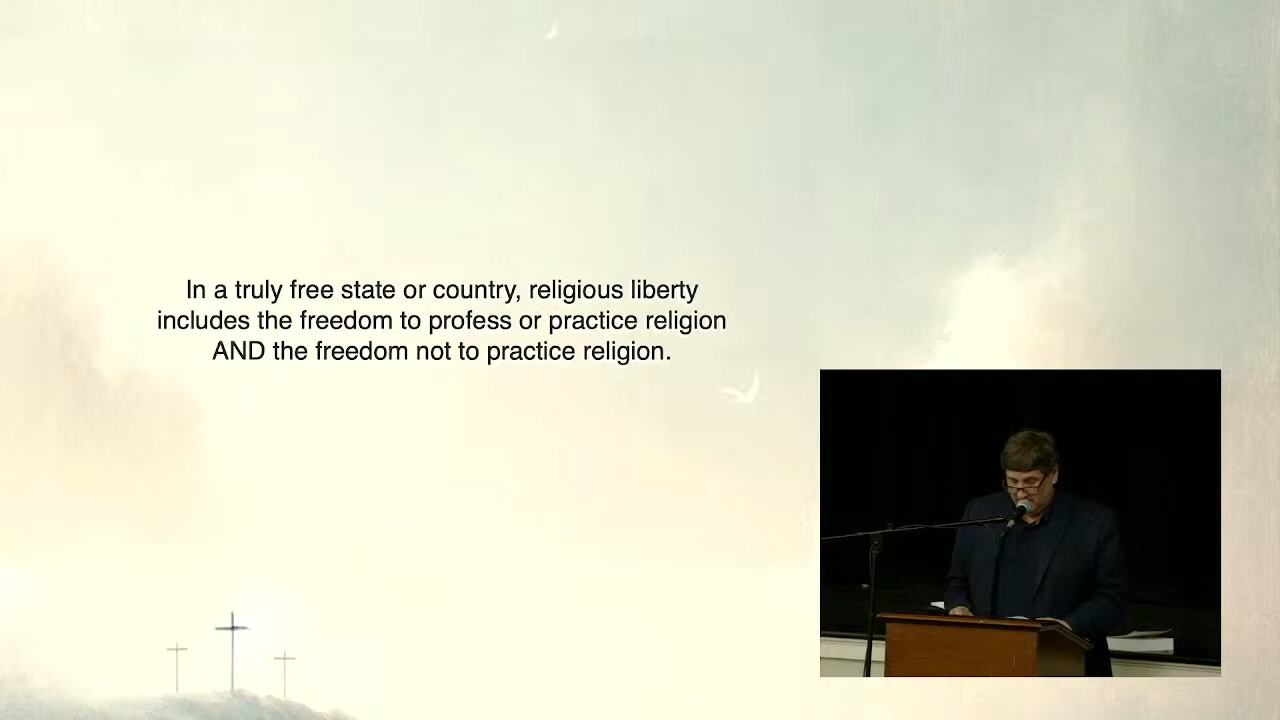 In a truly free state or country, religious liberty
includes the freedom to profess or practice religion
AND the freedom not to practice religion.